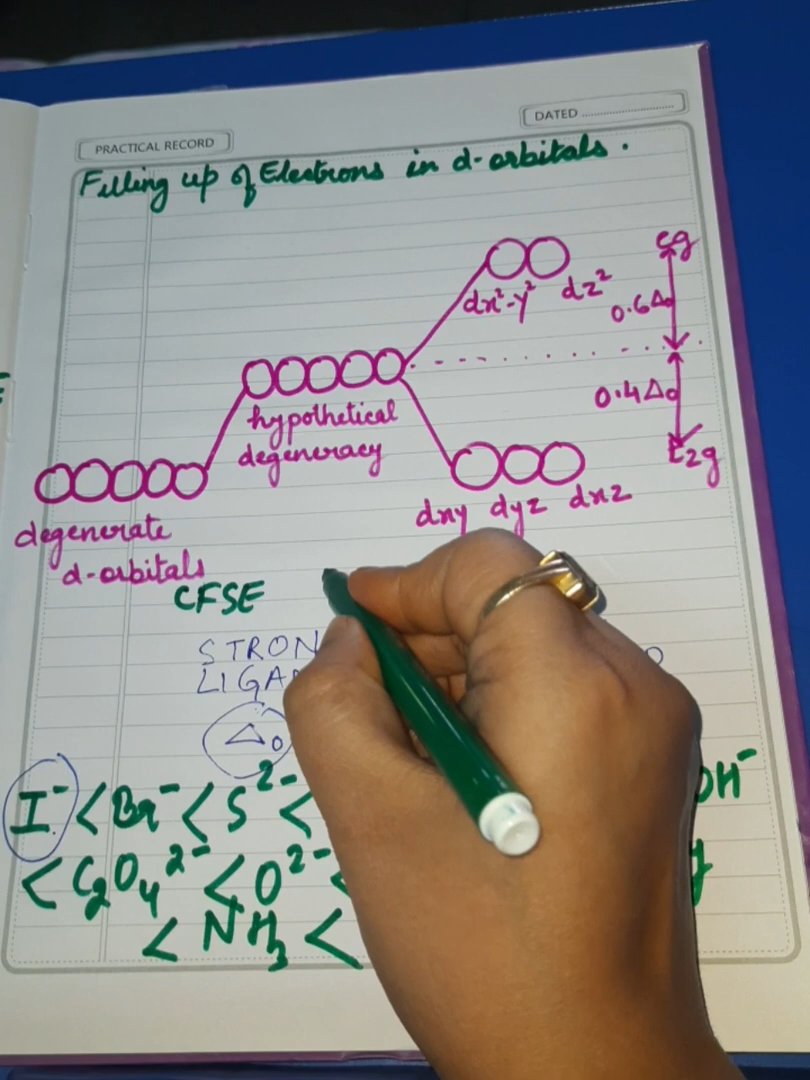 DATED
PRACTICAL RECORD
Filling up of Electrons in d-orbitals.
eg
dx²-y² dz²
0.6Δo
0.4Δo
hypothetical
degeneracy
t2g
dxy dyz dxz
degenerate
d-orbitals
CFSE
STRON
LIGA
Δo
I⁻ < Br⁻ < S²⁻ < OH⁻
< C₂O₄²⁻ < O²⁻ <
< NH₃ <